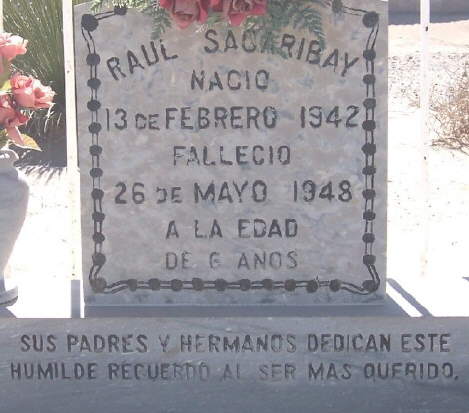 RAUL SAGARIBAY
NACIO
13 DE FEBRERO 1942
FALLECIO
26 DE MAYO 1948
A LA EDAD
DE 6 ANOS
SUS PADRES Y HERMANOS DEDICAN ESTE
HUMILDE RECUERDO AL SER MAS QUERIDO.